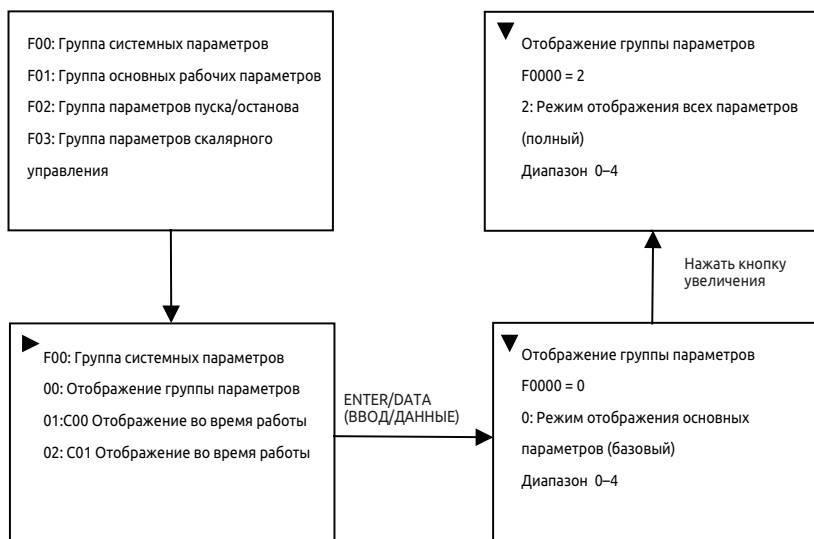 F00: Группа системных параметров
F01: Группа основных рабочих параметров
F02: Группа параметров пуска/останова
F03: Группа параметров скалярного
управления
F00: Группа системных параметров
00: Отображение группы параметров
01:C00 Отображение во время работы
02: C01 Отображение во время работы
ENTER/DATA
(ВВОД/ДАННЫЕ)
Отображение группы параметров
F0000 = 0
0: Режим отображения основных
параметров (базовый)
Диапазон 0–4
Нажать кнопку
увеличения
Отображение группы параметров
F0000 = 2
2: Режим отображения всех параметров
(полный)
Диапазон 0–4